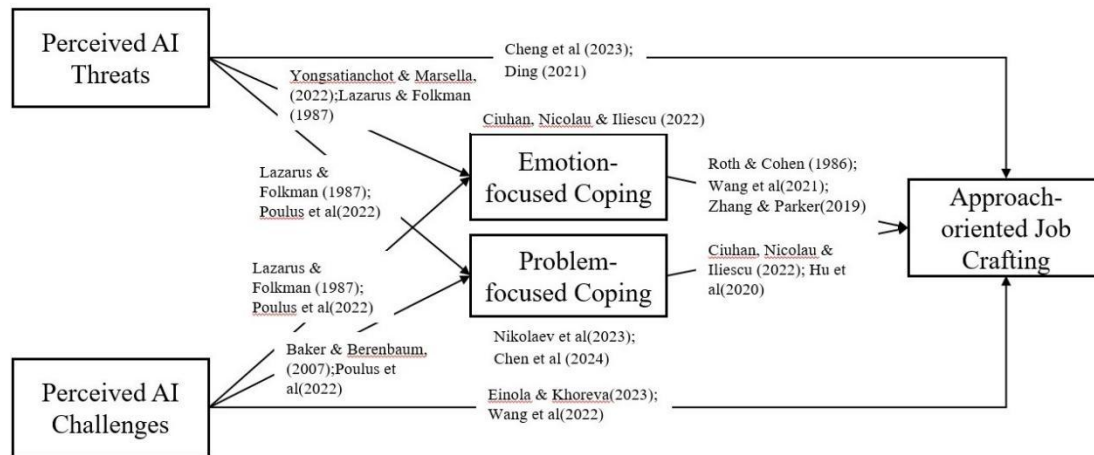 Perceived AI
Threats
Cheng et al (2023);
Ding (2021)
Yongsatianchot & Marsella,
(2022);Lazarus & Folkman
(1987)
Ciuhan, Nicolau & Iliescu (2022)
Emotion-
focused Coping
Roth & Cohen (1986);
Wang et al(2021);
Zhang & Parker(2019)
Lazarus &
Folkman (1987);
Poulus et al(2022)
Approach-
oriented Job
Crafting
Problem-
focused Coping
Ciuhan, Nicolau &
Iliescu (2022); Hu et
al(2020)
Lazarus &
Folkman (1987);
Poulus et al(2022)
Nikolaev et al(2023);
Chen et al (2024)
Baker & Berenbaum,
(2007);Poulus et
al(2022)
Perceived AI
Challenges
Einola & Khoreva(2023);
Wang et al(2022)